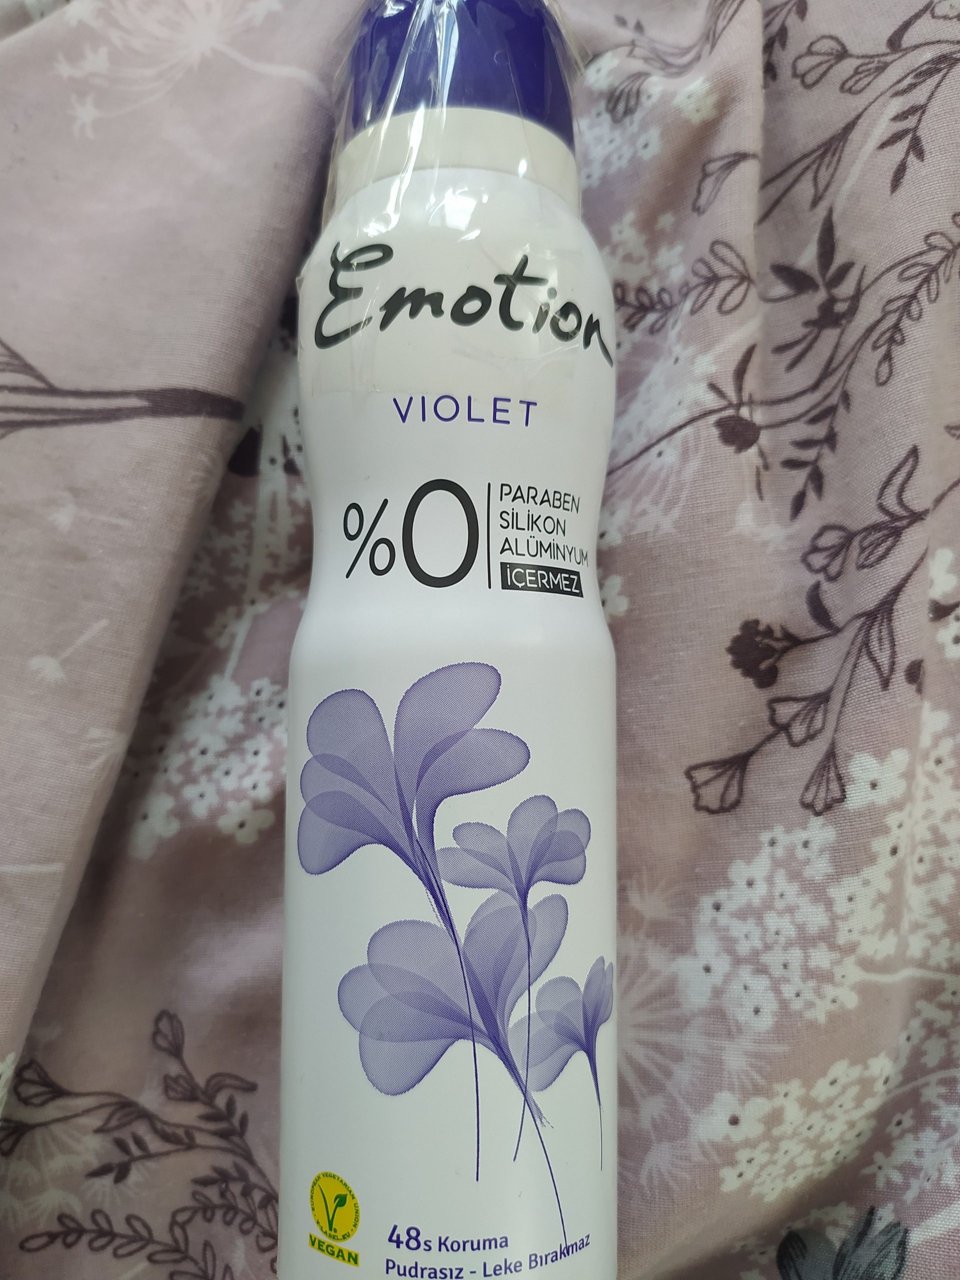 Emotion
VIOLET
%0
PARABEN
SİLİKON
ALÜMİNYUM
İÇERMEZ
VEGAN
48s Koruma
Pudrasız - Leke Bırakmaz